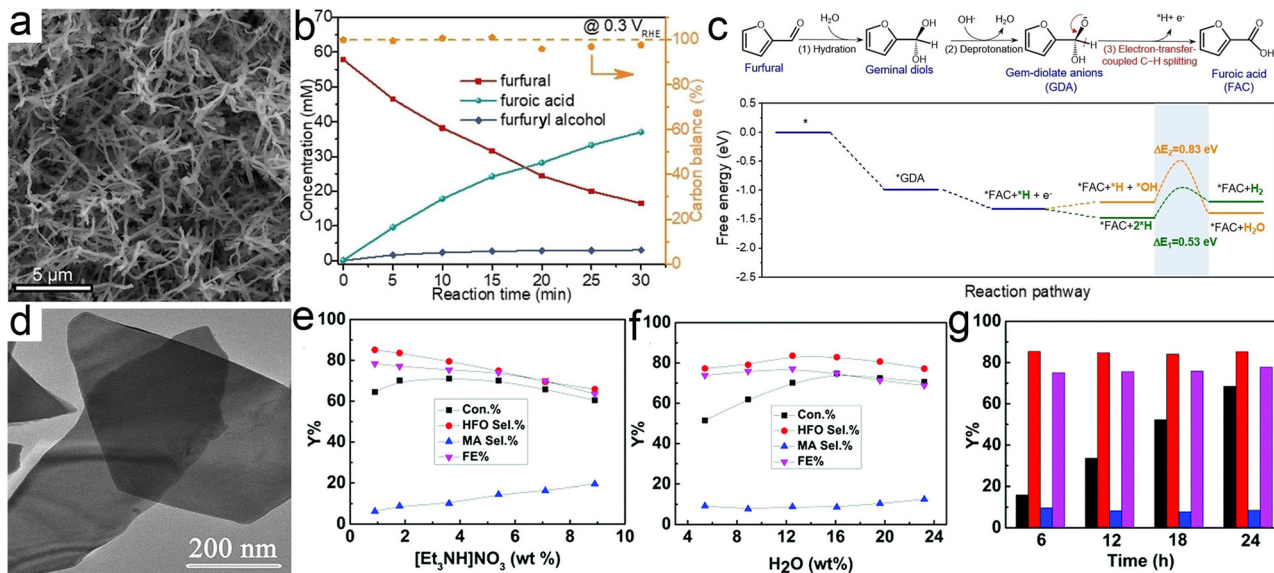 a
5 µm
b
@ 0.3 V RHE
60
50
40
30
20
10
0
Concentration (mM)
furfural
furoic acid
furfuryl alcohol
100
80
60
40
20
0
Carbon balance (%)
0 5 10 15 20 25 30
Reaction time (min)
c
H₂O
OH⁻ H₂O
*H+ e⁻
(1) Hydration
(2) Deprotonation
(3) Electron-transfer-
coupled C–H splitting
Furfural
Geminal diols
Gem-diolate anions
(GDA)
Furoic acid
(FAC)
0.5
0.0
-0.5
-1.0
-1.5
-2.0
-2.5
Free energy (eV)
*
*GDA
*FAC+*H + e⁻
*FAC+*H + *OH
*FAC+2*H
ΔE₂=0.83 eV
*FAC+H₂
*FAC+H₂O
ΔE₁=0.53 eV
Reaction pathway
d
200 nm
e
100
80
60
40
20
0
Y%
Con.%
HFO Sel.%
MA Sel.%
FE%
0 2 4 6 8 10
[Et₃NH]NO₃ (wt %)
f
100
80
60
40
20
0
Y%
Con.%
HFO Sel.%
MA Sel.%
FE%
4 8 12 16 20 24
H₂O (wt%)
g
100
80
60
40
20
0
Y%
6 12 18 24
Time (h)